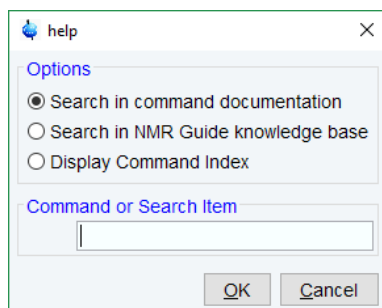 help
Options
Search in command documentation
Search in NMR Guide knowledge base
Display Command Index
Command or Search Item
OK Cancel